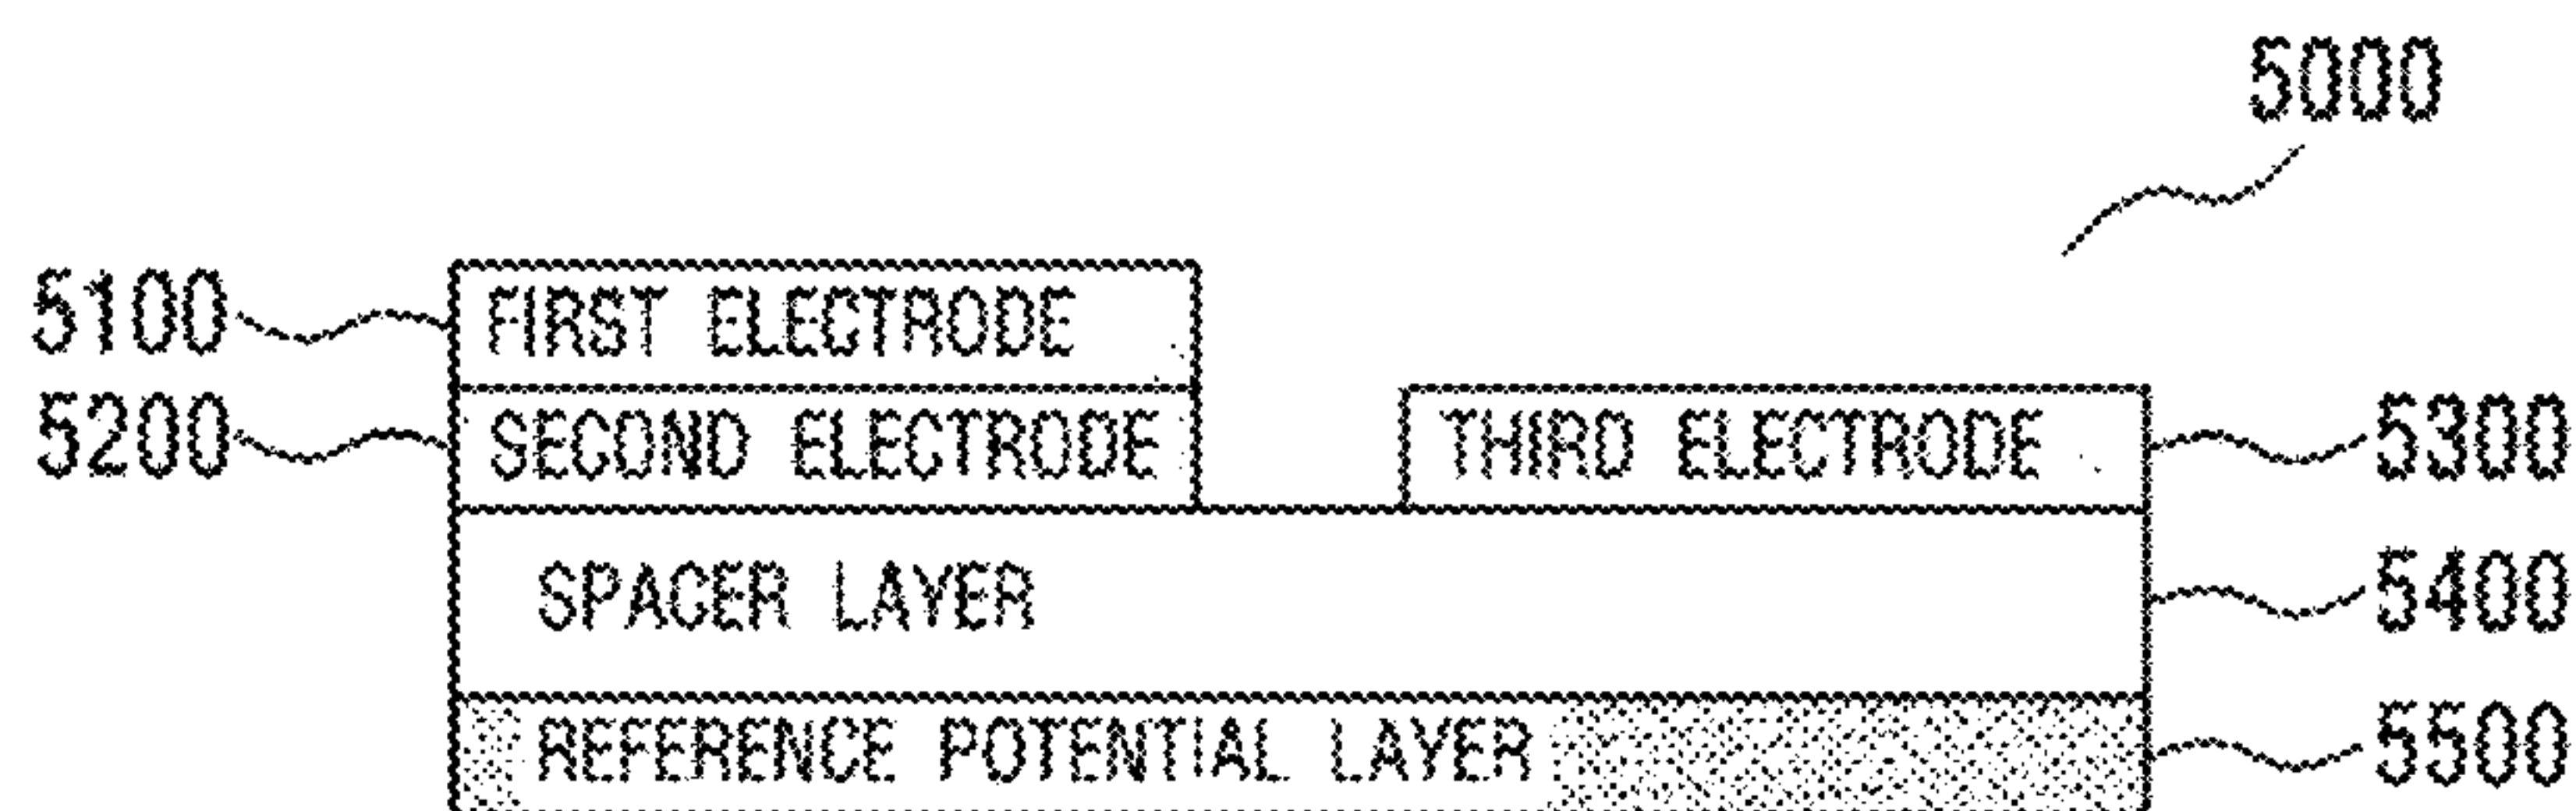 5000
5100 FIRST ELECTRODE
5200 SECOND ELECTRODE THIRD ELECTRODE 5300
SPACER LAYER 5400
REFERENCE POTENTIAL LAYER 5500